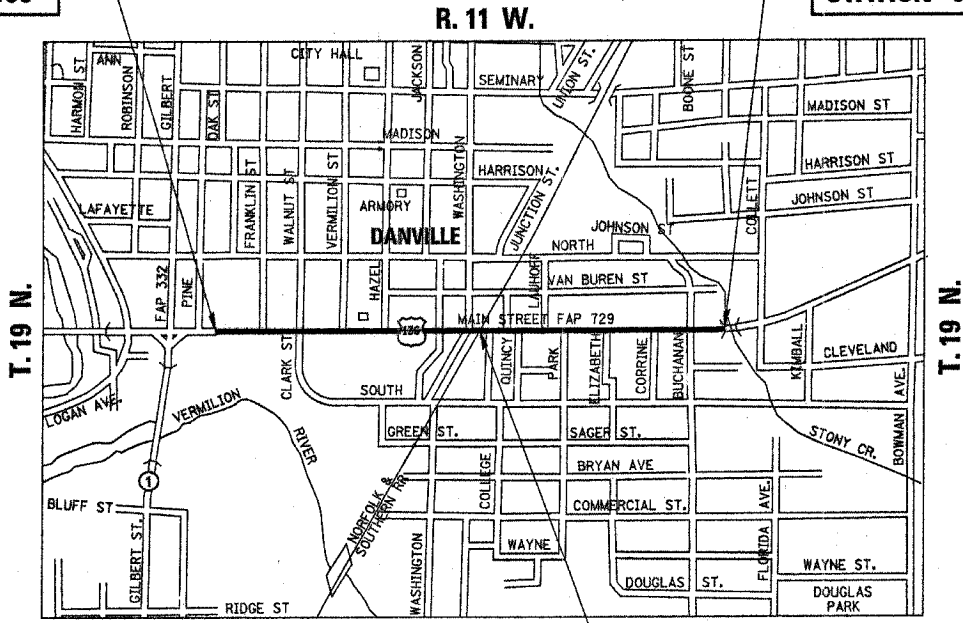 R. 11 W.
STATION
CITY HALL
ANN
HARMON ST
ROBINSON
GILBERT
OAK ST
JACKSON
SEMINARY
UNION ST.
BOONE ST
MADISON ST
MADISON
HARRISON
HARRISON ST
FRANKLIN ST
WALNUT ST
VERMILION ST
WASHINGTON
JUNCTION ST.
COLLETT
JOHNSON ST
LAFAYETTE
ARMORY
DANVILLE
JOHNSON ST
NORTH
FAP 332
PINE
HAZEL
LAUHOFF
VAN BUREN ST
T. 19 N.
136
MAIN STREET FAP 729
T. 19 N.
CLARK ST
QUINCY
PARK
ELIZABETH
CORRINE
BUCHANAN
KIMBALL
CLEVELAND
SOUTH
BOWMAN AVE.
LOGAN AVE.
VERMILION
RIVER
GREEN ST.
SAGER ST.
STONY CR.
BRYAN AVE
1
COLLEGE
BLUFF ST
NORFOLK &
SOUTHERN RR
COMMERCIAL ST.
FLORIDA AVE.
GILBERT ST.
WASHINGTON
WAYNE
WAYNE ST.
DOUGLAS ST.
DOUGLAS
PARK
RIDGE ST